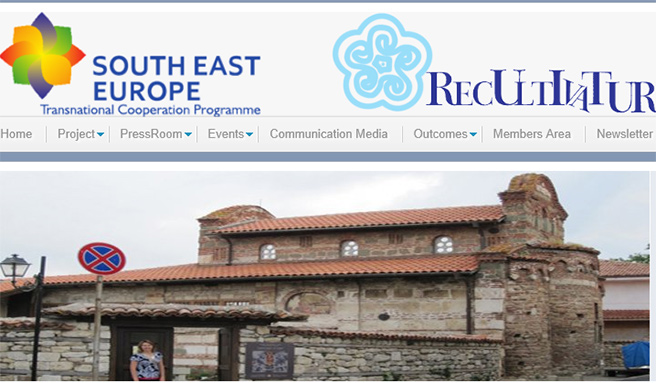 SOUTH EAST
EUROPE
Transnational Cooperation Programme
RECULTIVATUR
Home Project PressRoom Events Communication Media Outcomes Members Area Newsletter